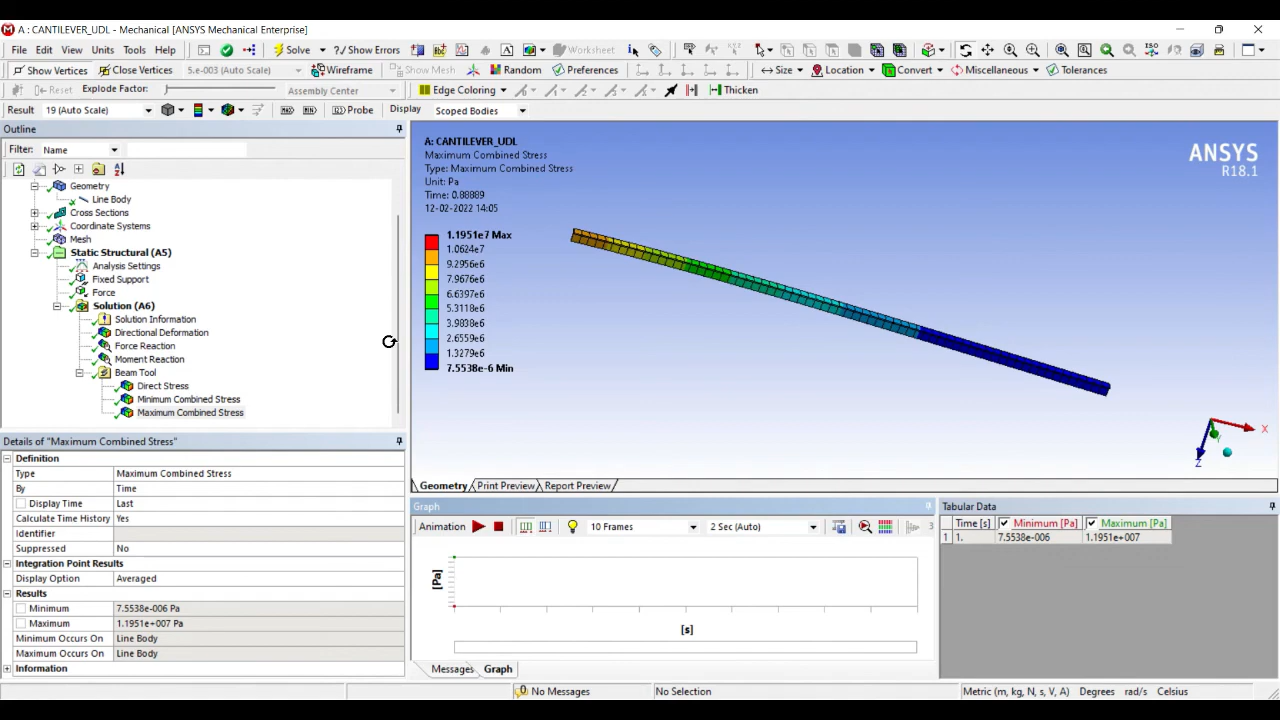 A : CANTILEVER_UDL - Mechanical [ANSYS Mechanical Enterprise]
File Edit View Units Tools Help Solve ?/ Show Errors Worksheet
Show Vertices Close Vertices 5.e-003 (Auto Scale) Wireframe Show Mesh Random Preferences Size Location Convert Miscellaneous Tolerances
Reset Explode Factor: Assembly Center Edge Coloring Thicken
Result 19 (Auto Scale) MAX MIN Probe Display Scoped Bodies
Outline
Filter: Name
Geometry
Line Body
Cross Sections
Coordinate Systems
Mesh
Static Structural (A5)
Analysis Settings
Fixed Support
Force
Solution (A6)
Solution Information
Directional Deformation
Force Reaction
Moment Reaction
Beam Tool
Direct Stress
Minimum Combined Stress
Maximum Combined Stress
Details of "Maximum Combined Stress"
Definition
Type Maximum Combined Stress
By Time
Display Time Last
Calculate Time History Yes
Identifier
Suppressed No
Integration Point Results
Display Option Averaged
Results
Minimum 7.5538e-006 Pa
Maximum 1.1951e+007 Pa
Minimum Occurs On Line Body
Maximum Occurs On Line Body
Information
A: CANTILEVER_UDL
Maximum Combined Stress
Type: Maximum Combined Stress
Unit: Pa
Time: 0.88889
12-02-2022 14:05
1.1951e7 Max
1.0624e7
9.2956e6
7.9676e6
6.6397e6
5.3118e6
3.9838e6
2.6559e6
1.3279e6
7.5538e-6 Min
ANSYS
R18.1
X
Y
Z
Geometry Print Preview Report Preview
Graph
Animation 10 Frames 2 Sec (Auto) 3
[Pa]
[s]
Messages Graph
Tabular Data
Time [s] Minimum [Pa] Maximum [Pa]
1 1. 7.5538e-006 1.1951e+007
0 No Messages No Selection Metric (m, kg, N, s, V, A) Degrees rad/s Celsius